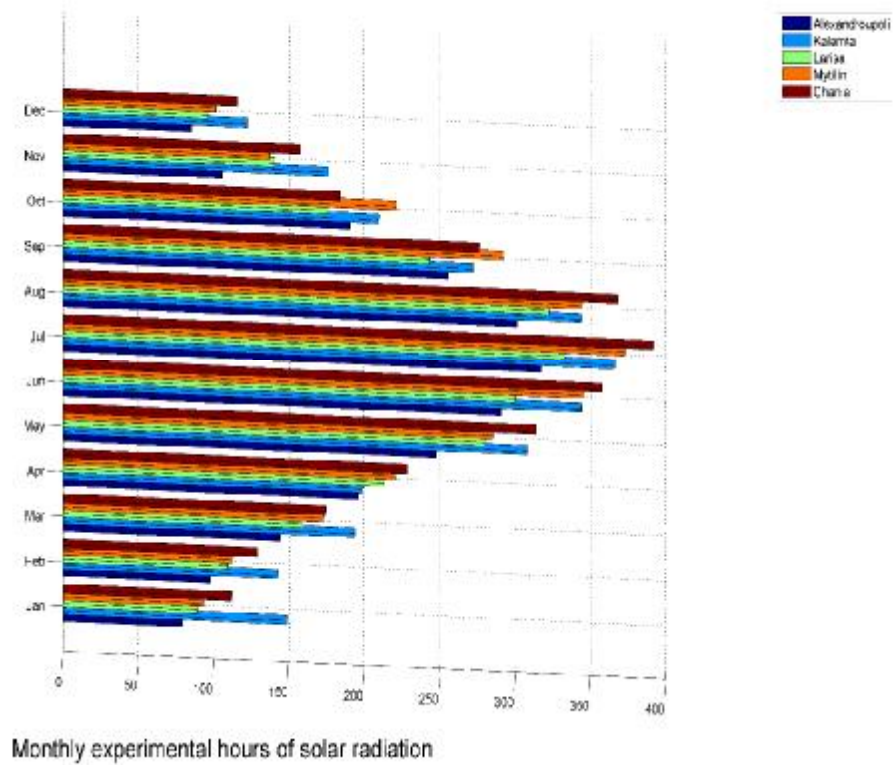 Alexandroupoli
Kalamta
Larisa
Mytilin
Chania
Dec
Nov
Oct
Sep
Aug
Jul
Jun
May
Apr
Mar
Feb
Jan
0
50
100
150
200
250
300
350
400
Monthly experimental hours of solar radiation